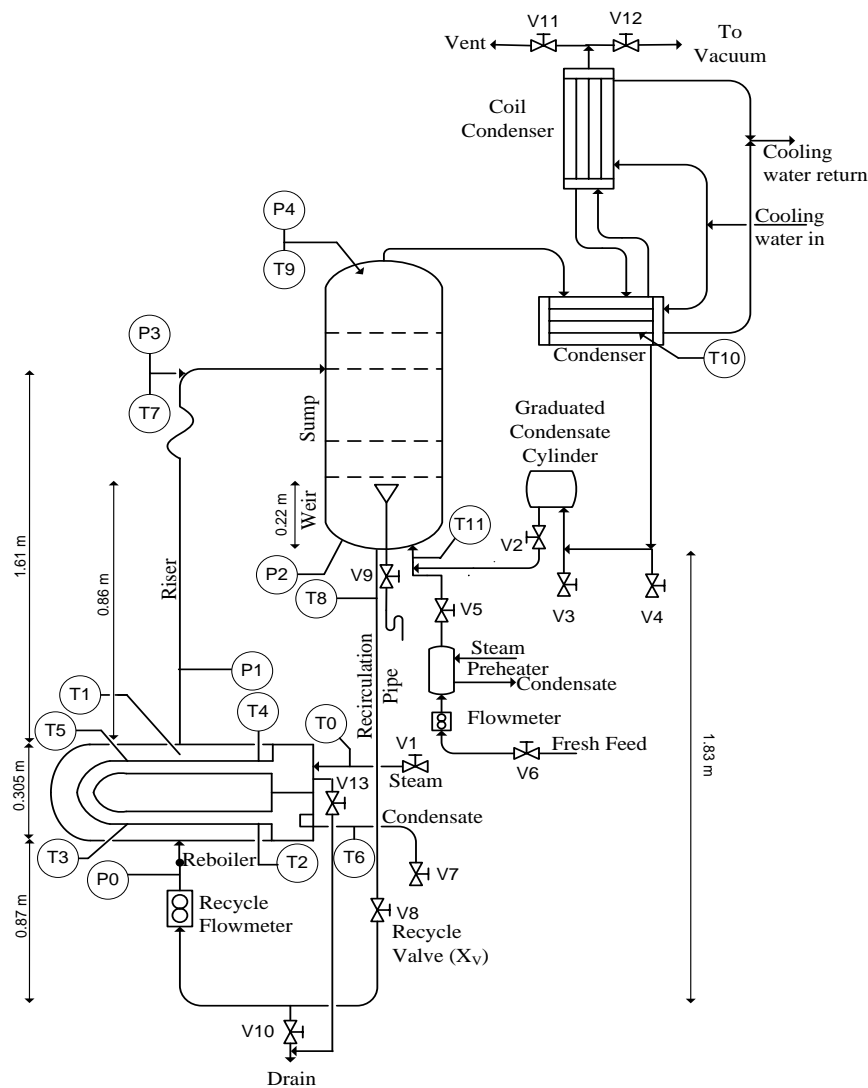 V11
V12
Vent
To
Vacuum
Coil
Condenser
Cooling
water return
Cooling
water in
P4
T9
P3
T7
Condenser
T10
Sump
Graduated
Condensate
Cylinder
1.61 m
0.86 m
0.22 m
Weir
Riser
P2
T8
T11
V9
V2
V5
V3
V4
Recirculation
Pipe
Steam
Preheater
Condensate
Flowmeter
Fresh Feed
V6
P1
T1
T5
T4
T0
V1
Steam
V13
Condensate
1.83 m
0.305 m
T3
T2
T6
V7
Reboiler
P0
Recycle
Flowmeter
V8
Recycle
Valve (XV)
0.87 m
V10
Drain